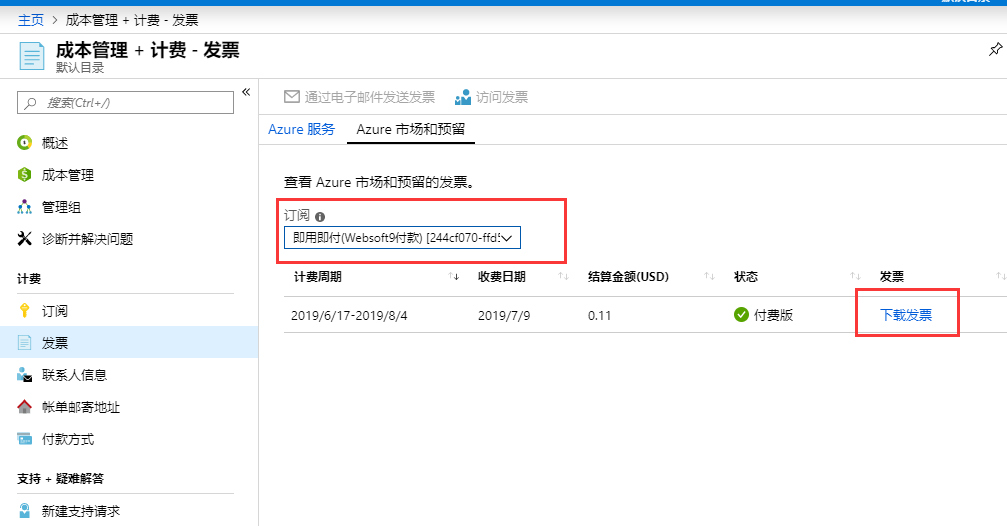 主页 > 成本管理 + 计费 - 发票
成本管理 + 计费 - 发票
默认目录
搜索(Ctrl+/)
«
概述
成本管理
管理组
诊断并解决问题
计费
订阅
发票
联系人信息
帐单邮寄地址
付款方式
支持 + 疑难解答
新建支持请求
通过电子邮件发送发票 访问发票
Azure 服务 Azure 市场和预留
查看 Azure 市场和预留的发票。
订阅
即用即付(Websoft9付款) [244cf070-ffd5
计费周期 收费日期 结算金额(USD) 状态 发票
2019/6/17-2019/8/4 2019/7/9 0.11 付费版 下载发票